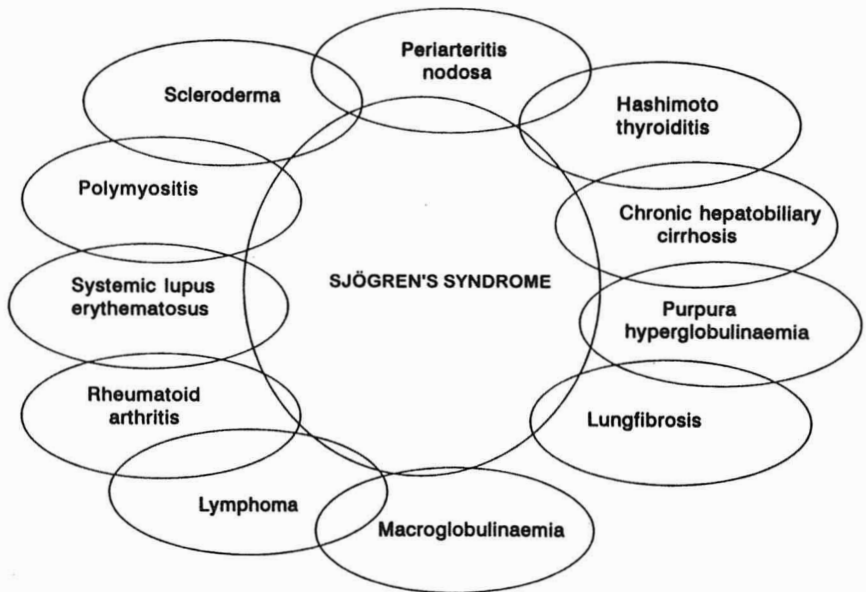 Periarteritis
nodosa
Scleroderma
Hashimoto
thyroiditis
Polymyositis
Chronic hepatobiliary
cirrhosis
SJÖGREN'S SYNDROME
Systemic lupus
erythematosus
Purpura
hyperglobulinaemia
Rheumatoid
arthritis
Lungfibrosis
Lymphoma
Macroglobulinaemia